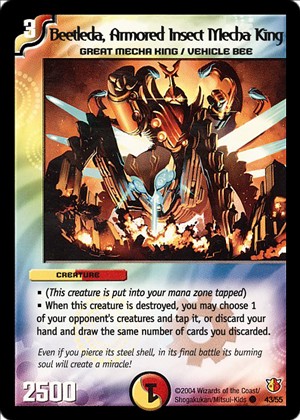 3
Beetleda, Armored Insect Mecha King
GREAT MECHA KING / VEHICLE BEE
CREATURE
▪ (This creature is put into your mana zone tapped)
▪ When this creature is destroyed, you may choose 1
of your opponent's creatures and tap it, or discard your
hand and draw the same number of cards you discarded.
Even if you pierce its steel shell, in its final battle its burning
soul will create a miracle!
2500
1
©2004 Wizards of the Coast/
Shogakukan/Mitsui-Kids
43/55